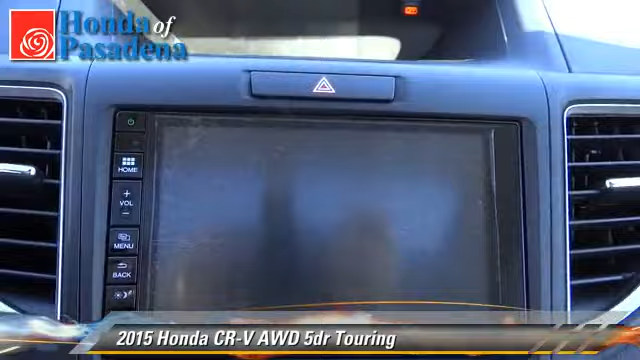 Honda of
Pasadena
HOME
+
VOL
−
MENU
BACK
2015 Honda CR-V AWD 5dr Touring